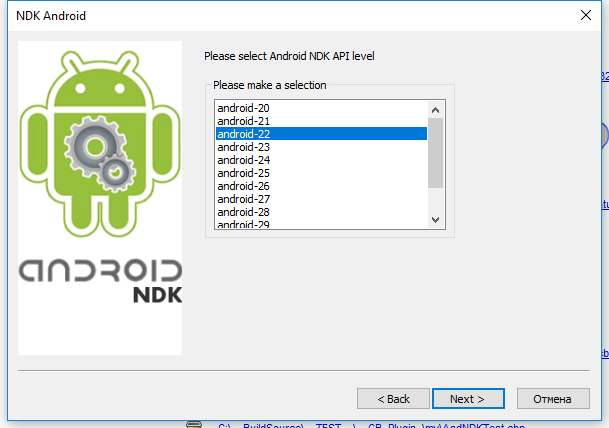 NDK Android
Please select Android NDK API level
Please make a selection
android-20
android-21
android-22
android-23
android-24
android-25
android-26
android-27
android-28
android-29
ANDROID
NDK
< Back
Next >
Отмена